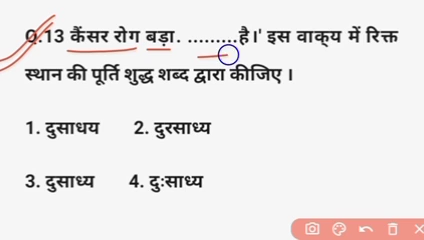 Q.13 कैंसर रोग बड़ा. .........है।' इस वाक्य में रिक्त
स्थान की पूर्ति शुद्ध शब्द द्वारा कीजिए ।
1. दुसाधय 2. दुरसाध्य
3. दुसाध्य 4. दुःसाध्य